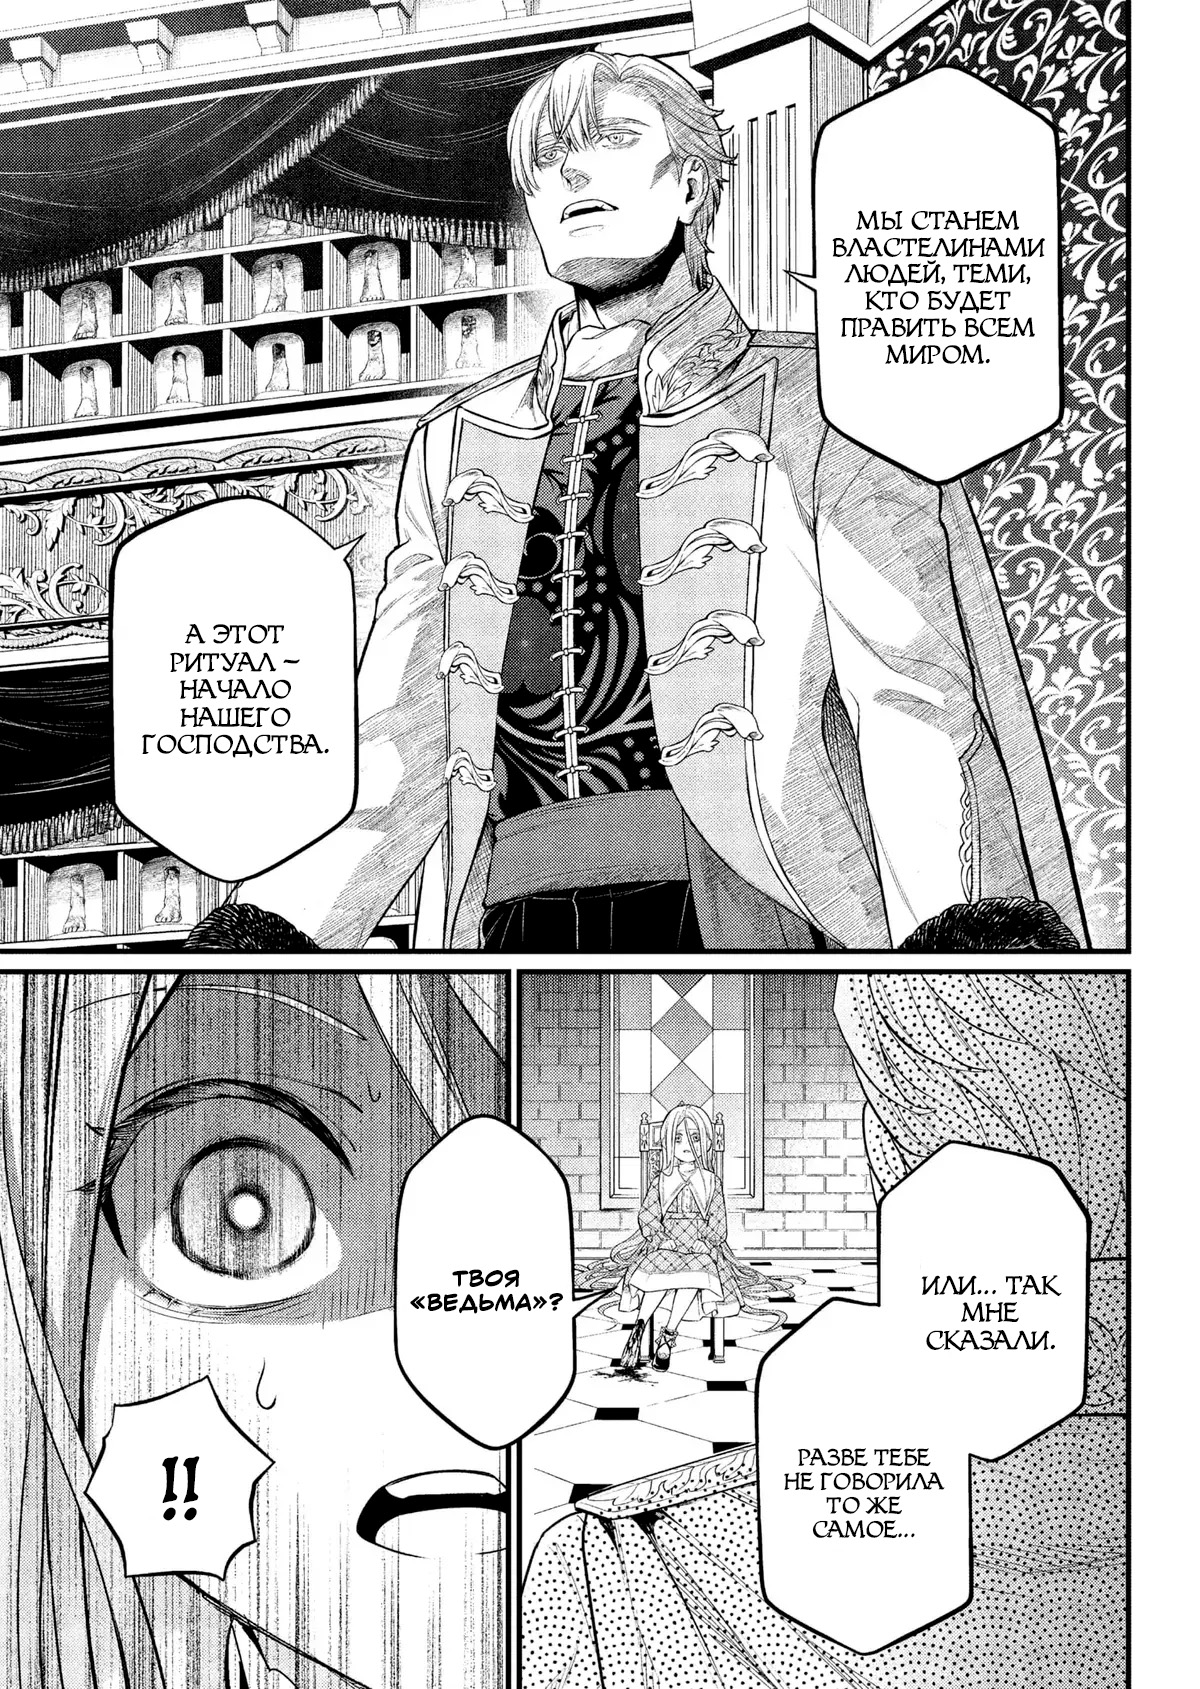 МЫ СТАНЕМ
ВЛАСТЕЛИНАМИ
ЛЮДЕЙ, ТЕМИ,
КТО БУДЕТ
ПРАВИТЬ ВСЕМ
МИРОМ.
А ЭТОТ
РИТУАЛ –
НАЧАЛО
НАШЕГО
ГОСПОДСТВА.
ИЛИ... ТАК
МНЕ
СКАЗАЛИ.
РАЗВЕ ТЕБЕ
НЕ ГОВОРИЛА
ТО ЖЕ
САМОЕ...
ТВОЯ
«ВЕДЬМА»?
!!